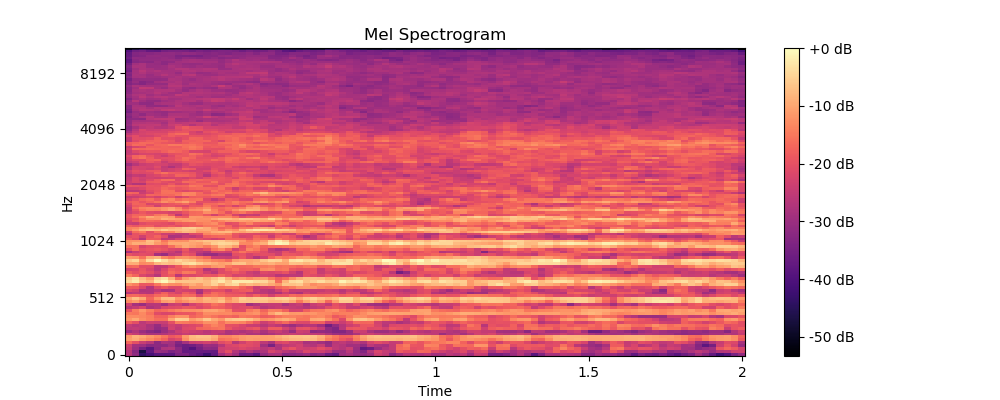 Mel Spectrogram
Hz
8192
4096
2048
1024
512
0
0 0.5 1 1.5 2
Time
+0 dB
-10 dB
-20 dB
-30 dB
-40 dB
-50 dB